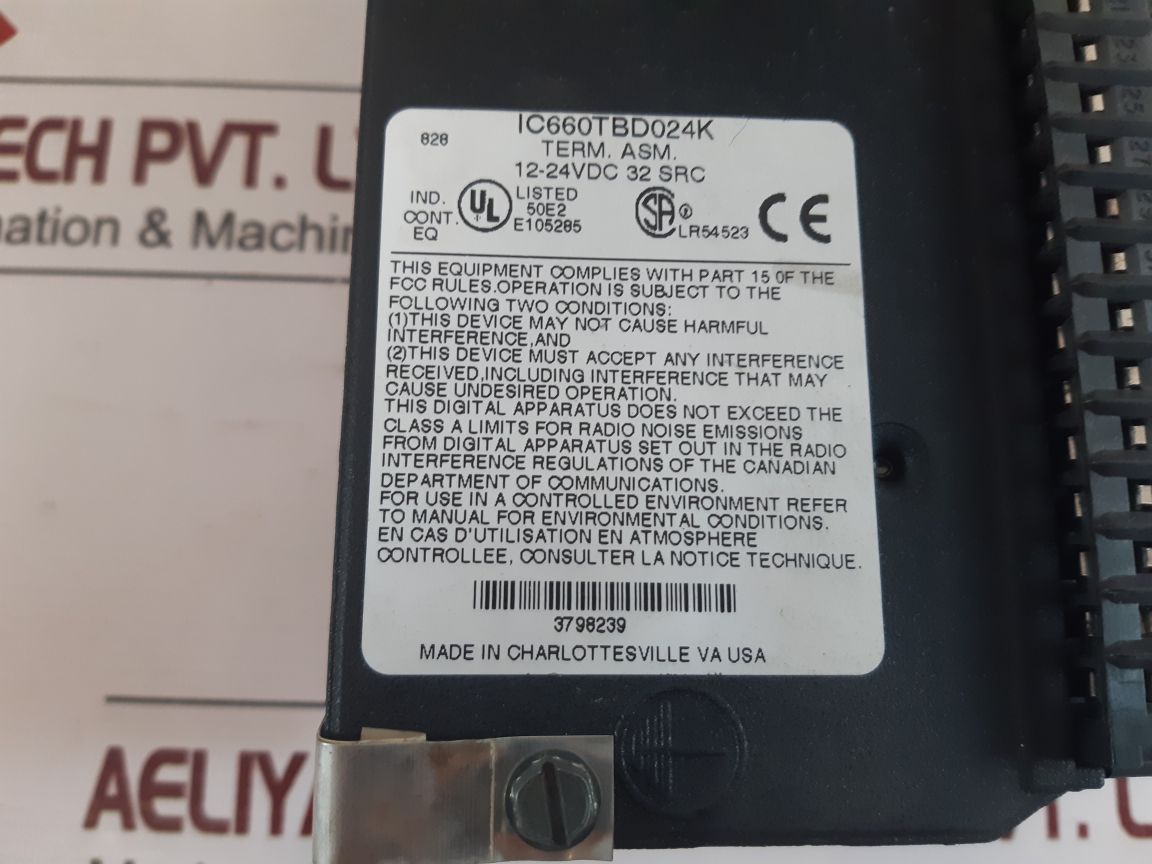 ECH PVT. L
ation & Machin
828
IC660TBD024K
TERM. ASM.
12-24VDC 32 SRC
IND. CONT. EQ
UL
LISTED
50E2
E105285
SA
LR54523
CE
THIS EQUIPMENT COMPLIES WITH PART 15 OF THE
FCC RULES.OPERATION IS SUBJECT TO THE
FOLLOWING TWO CONDITIONS:
(1)THIS DEVICE MAY NOT CAUSE HARMFUL
INTERFERENCE,AND
(2)THIS DEVICE MUST ACCEPT ANY INTERFERENCE
RECEIVED,INCLUDING INTERFERENCE THAT MAY
CAUSE UNDESIRED OPERATION.
THIS DIGITAL APPARATUS DOES NOT EXCEED THE
CLASS A LIMITS FOR RADIO NOISE EMISSIONS
FROM DIGITAL APPARATUS SET OUT IN THE RADIO
INTERFERENCE REGULATIONS OF THE CANADIAN
DEPARTMENT OF COMMUNICATIONS.
FOR USE IN A CONTROLLED ENVIRONMENT REFER
TO MANUAL FOR ENVIRONMENTAL CONDITIONS.
EN CAS D'UTILISATION EN ATMOSPHERE
CONTROLLEE, CONSULTER LA NOTICE TECHNIQUE.
3798239
MADE IN CHARLOTTESVILLE VA USA
23
25
27
AELIYA